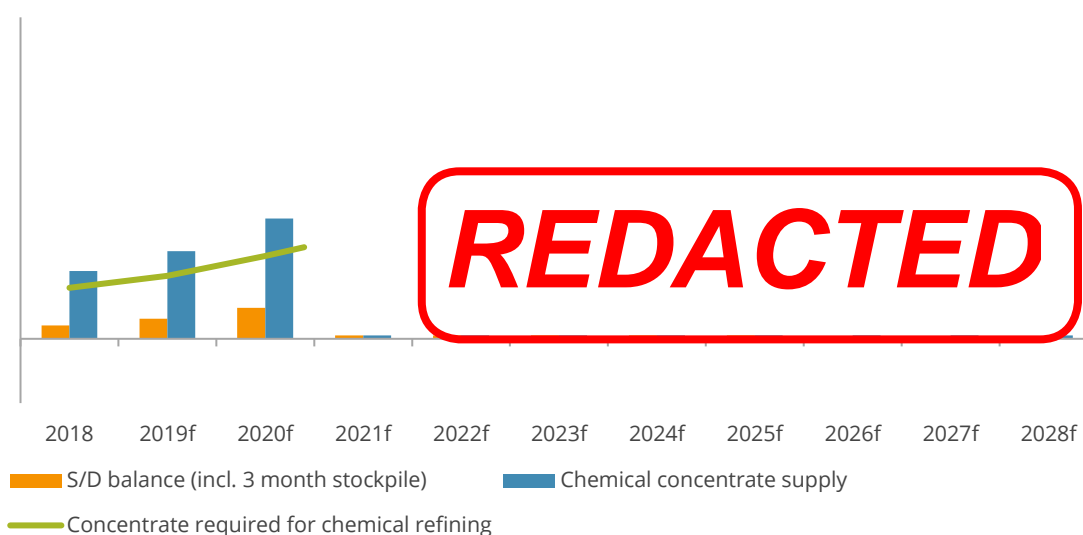 REDACTED
2018 2019f 2020f 2021f 2022f 2023f 2024f 2025f 2026f 2027f 2028f
S/D balance (incl. 3 month stockpile) Chemical concentrate supply
Concentrate required for chemical refining